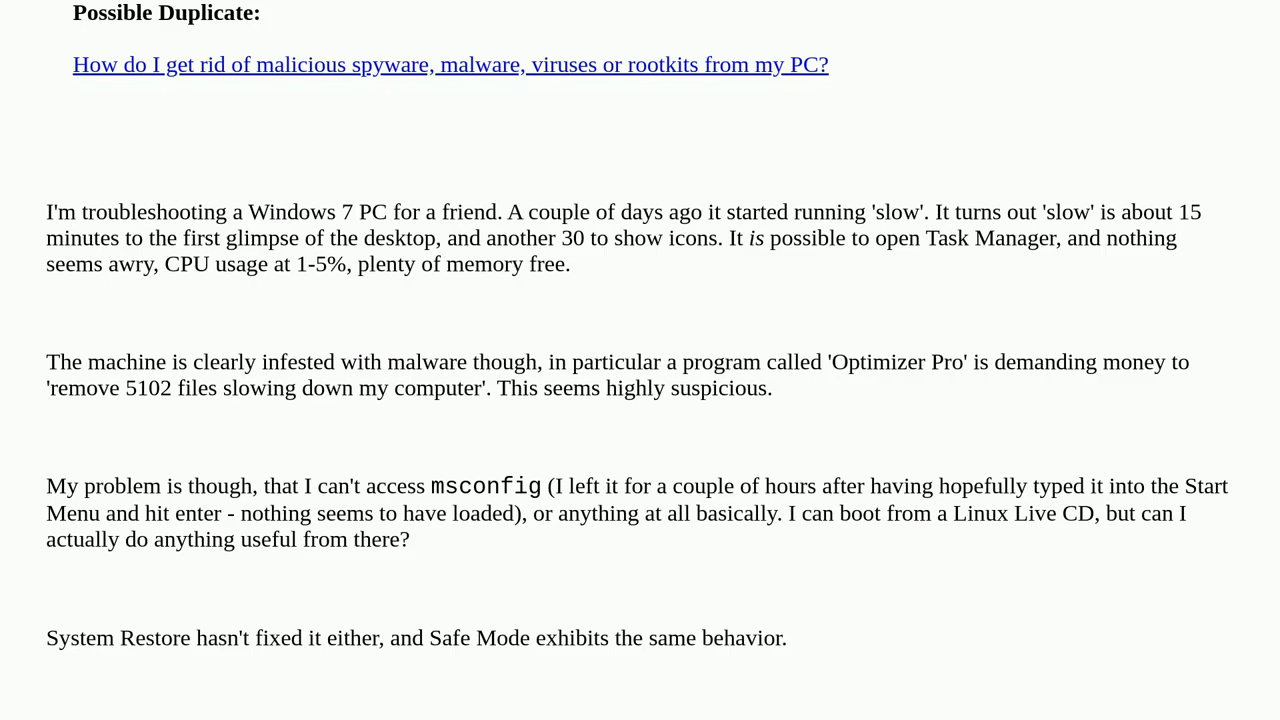 Possible Duplicate:
How do I get rid of malicious spyware, malware, viruses or rootkits from my PC?
I'm troubleshooting a Windows 7 PC for a friend. A couple of days ago it started running 'slow'. It turns out 'slow' is about 15
minutes to the first glimpse of the desktop, and another 30 to show icons. It is possible to open Task Manager, and nothing
seems awry, CPU usage at 1-5%, plenty of memory free.
The machine is clearly infested with malware though, in particular a program called 'Optimizer Pro' is demanding money to
'remove 5102 files slowing down my computer'. This seems highly suspicious.
My problem is though, that I can't access msconfig (I left it for a couple of hours after having hopefully typed it into the Start
Menu and hit enter - nothing seems to have loaded), or anything at all basically. I can boot from a Linux Live CD, but can I
actually do anything useful from there?
System Restore hasn't fixed it either, and Safe Mode exhibits the same behavior.